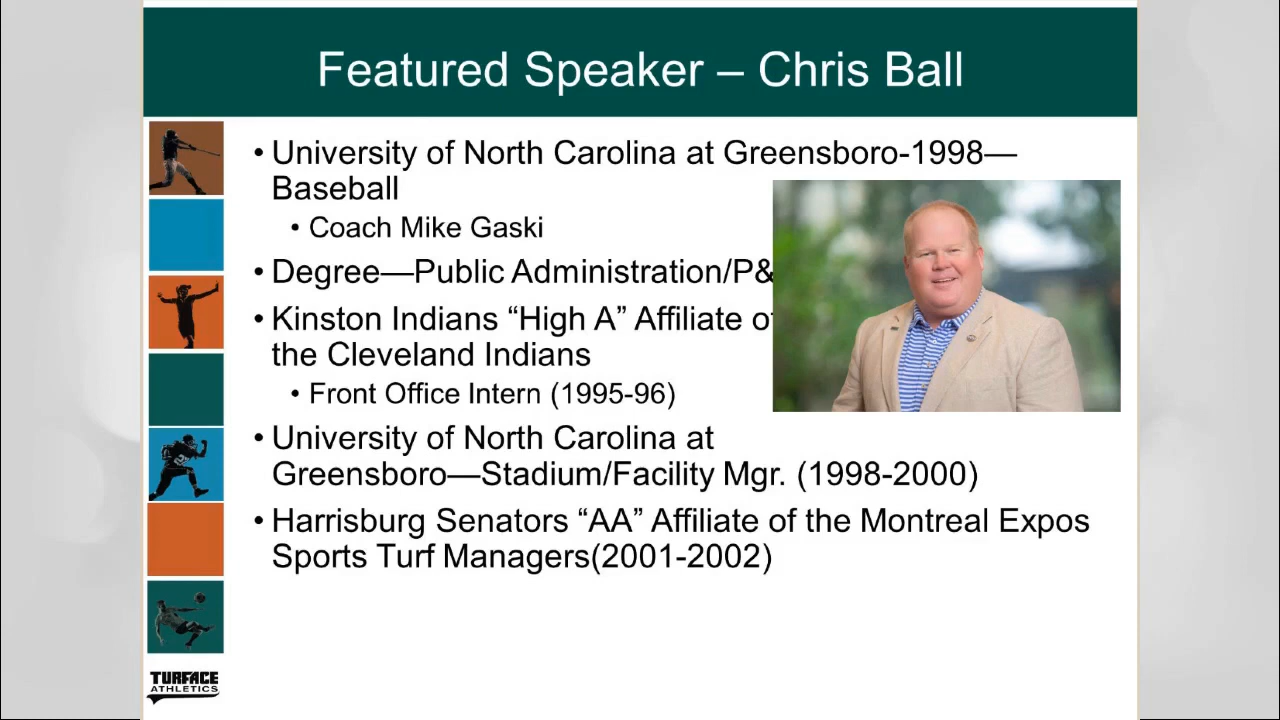 Featured Speaker – Chris Ball
• University of North Carolina at Greensboro-1998—
Baseball
• Coach Mike Gaski
• Degree—Public Administration/P&
• Kinston Indians “High A” Affiliate of
the Cleveland Indians
• Front Office Intern (1995-96)
• University of North Carolina at
Greensboro—Stadium/Facility Mgr. (1998-2000)
• Harrisburg Senators “AA” Affiliate of the Montreal Expos
Sports Turf Managers(2001-2002)
TURFACE
ATHLETICS